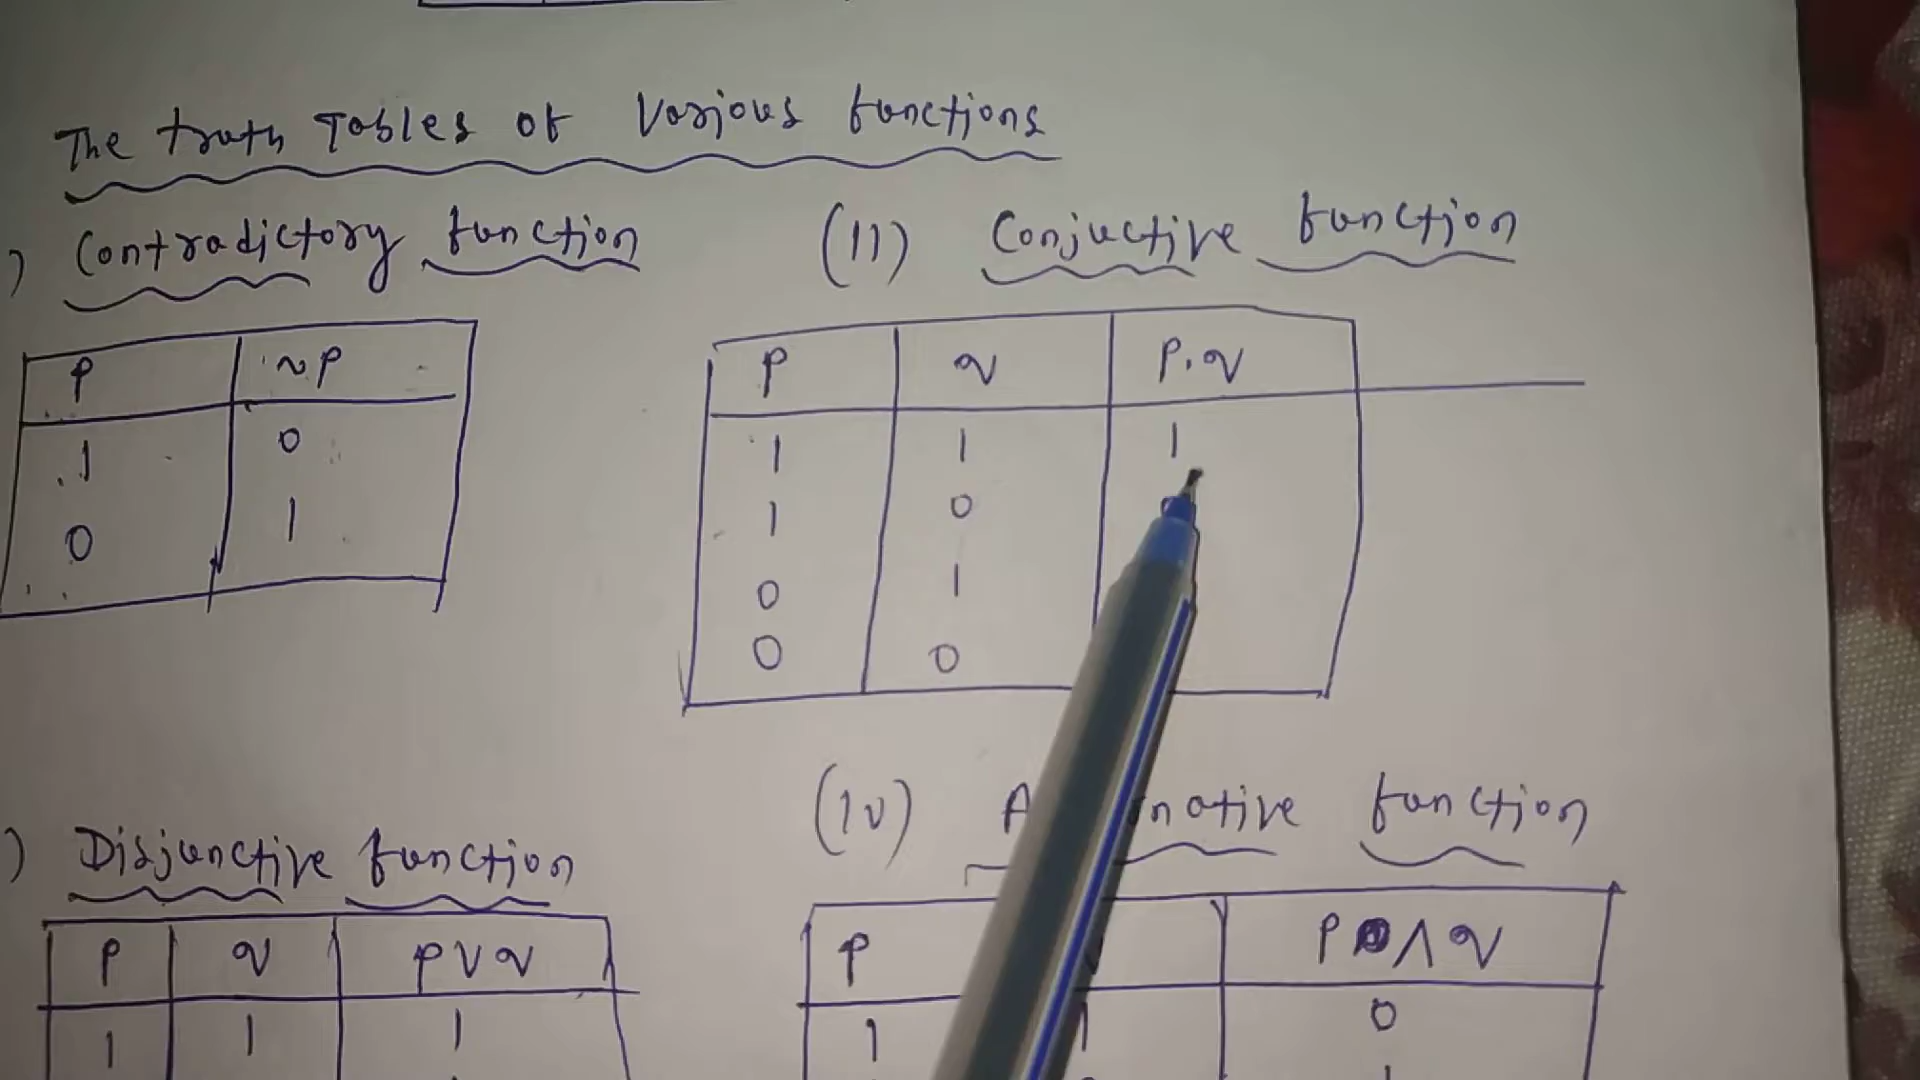 The truth Tables of Various functions
) Contradictory function
(II) Conjuctive function
p ~p
1 0
0 1
p q p.q
1 1 1
1 0
0 1
0 0
) Disjunctive function
(IV) function
p q p∨q
1 1 1
p p ∧ q
1 1 0